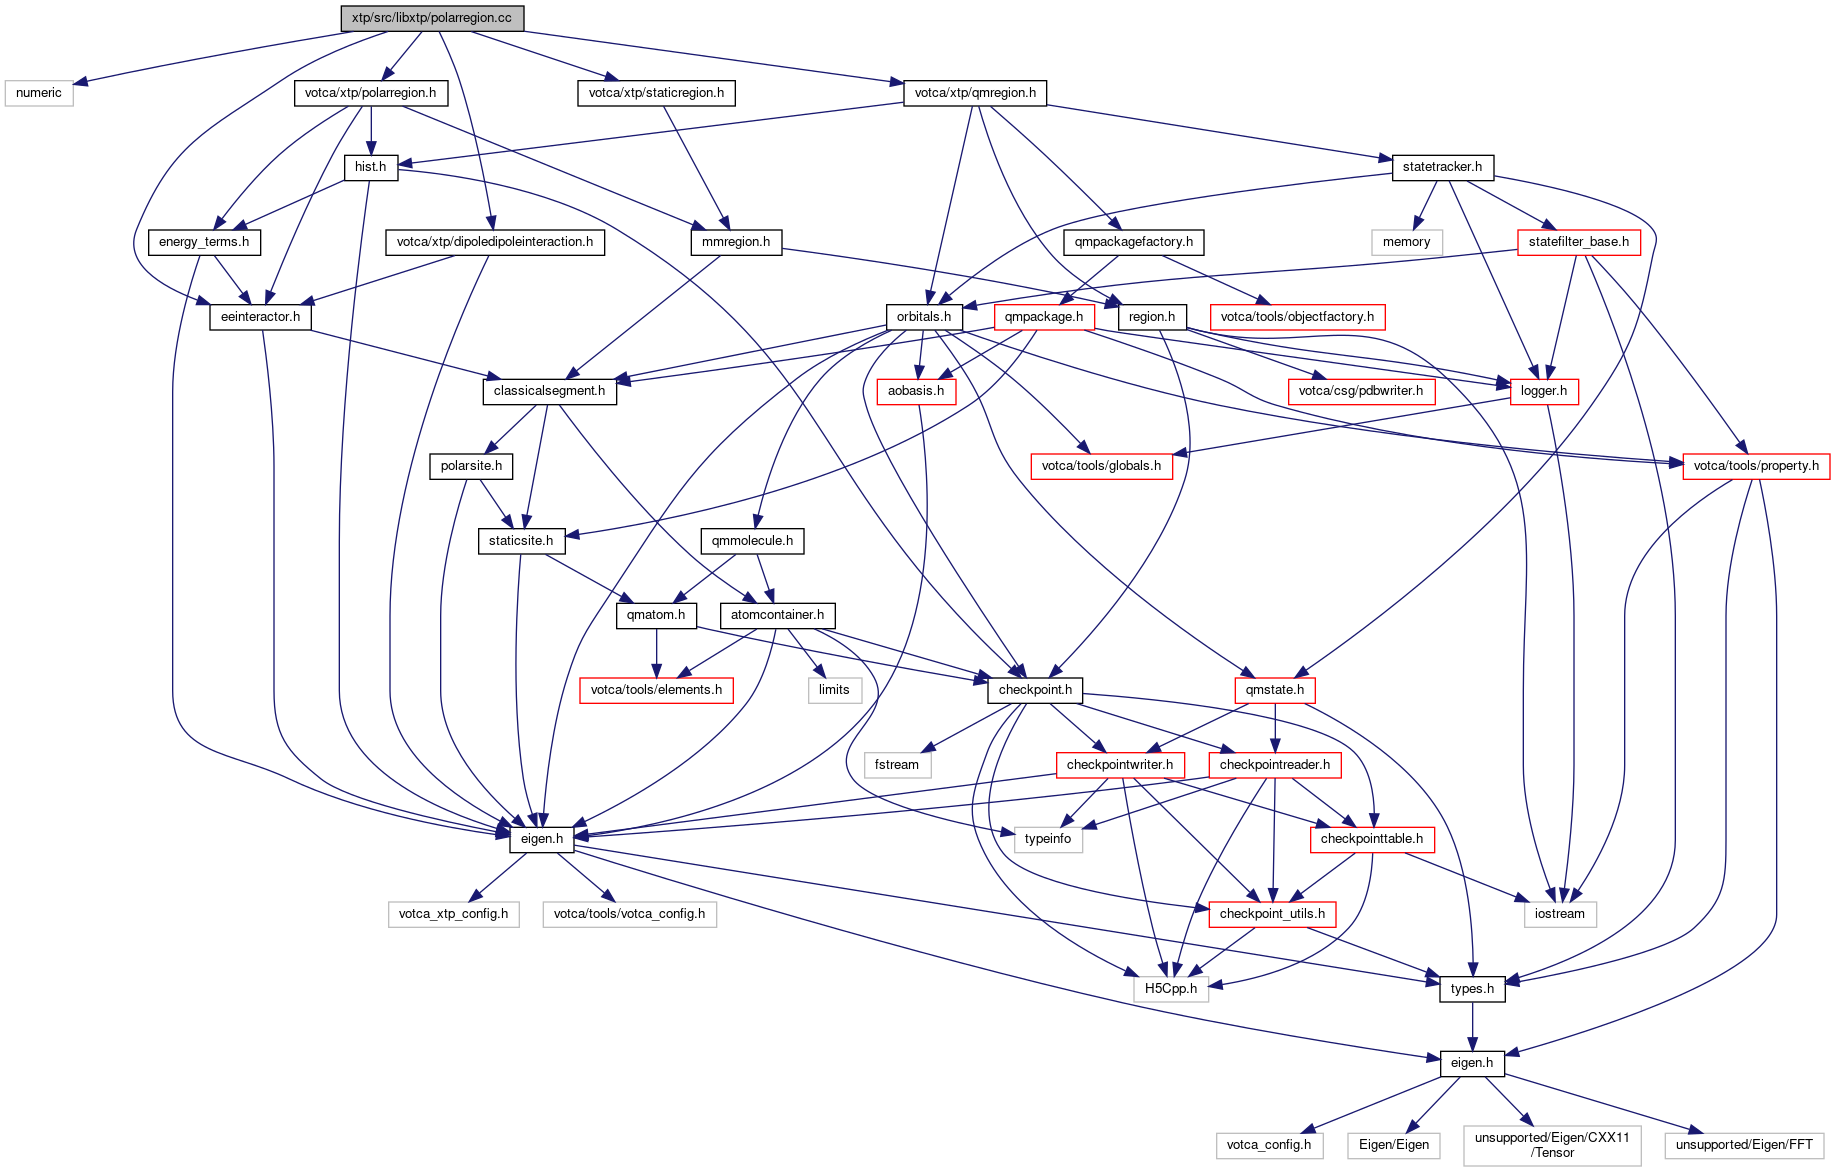 xtp/src/libxtp/polarregion.cc
numeric
votca/xtp/polarregion.h
votca/xtp/staticregion.h
votca/xtp/qmregion.h
hist.h
statetracker.h
energy_terms.h
votca/xtp/dipoledipoleinteraction.h
mmregion.h
qmpackagefactory.h
memory
statefilter_base.h
eeinteractor.h
orbitals.h
qmpackage.h
region.h
votca/tools/objectfactory.h
classicalsegment.h
aobasis.h
votca/csg/pdbwriter.h
logger.h
polarsite.h
votca/tools/globals.h
votca/tools/property.h
staticsite.h
qmmolecule.h
qmatom.h
atomcontainer.h
votca/tools/elements.h
limits
checkpoint.h
qmstate.h
fstream
checkpointwriter.h
checkpointreader.h
eigen.h
typeinfo
checkpointtable.h
votca_xtp_config.h
votca/tools/votca_config.h
checkpoint_utils.h
iostream
H5Cpp.h
types.h
eigen.h
votca_config.h
Eigen/Eigen
unsupported/Eigen/CXX11
/Tensor
unsupported/Eigen/FFT